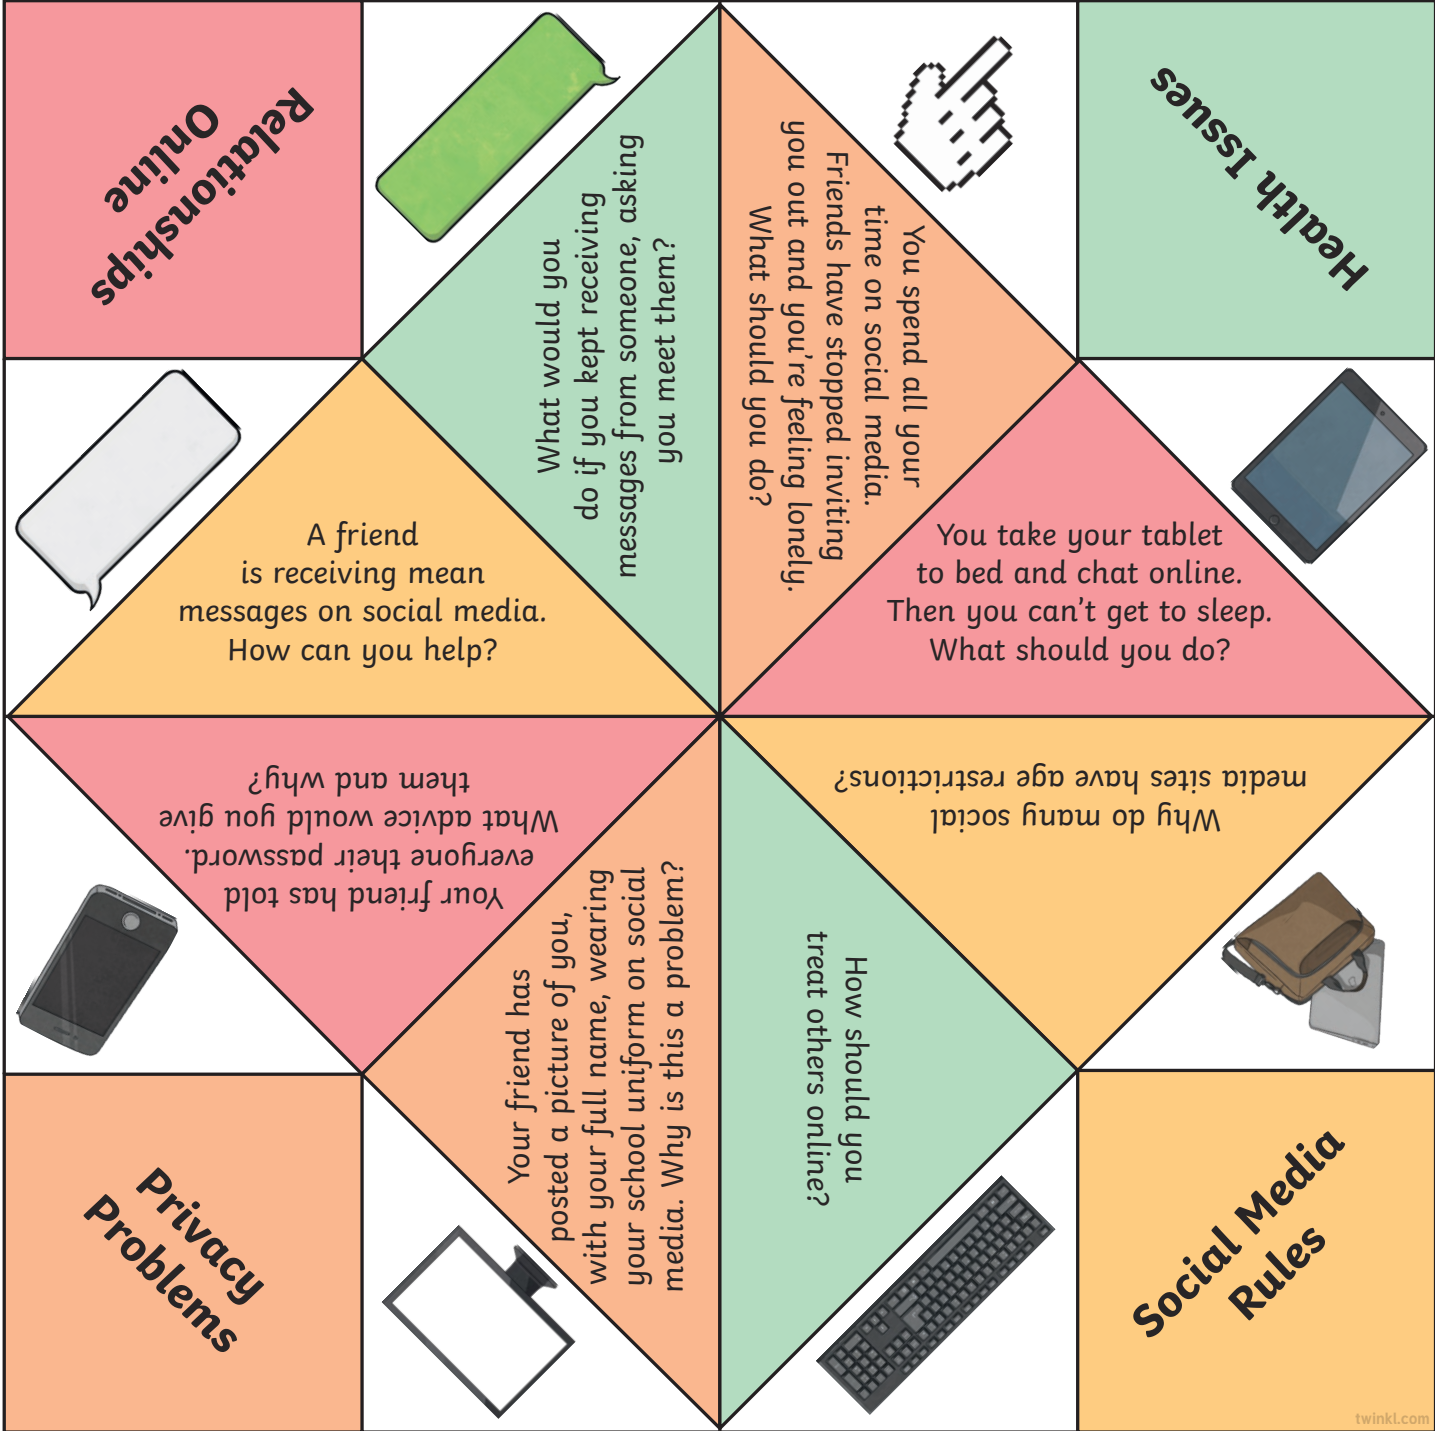 Relationships
Online
Health Issues
What would you
do if you kept receiving
messages from someone, asking
you meet them?
You spend all your
time on social media.
Friends have stopped inviting
you out and you're feeling lonely.
What should you do?
A friend
is receiving mean
messages on social media.
How can you help?
You take your tablet
to bed and chat online.
Then you can't get to sleep.
What should you do?
Your friend has told
everyone their password.
What advice would you give
them and why?
Why do many social
media sites have age restrictions?
Your friend has
posted a picture of you,
with your full name, wearing
your school uniform on social
media. Why is this a problem?
How should you
treat others online?
Privacy
Problems
Social Media
Rules
twinkl.com